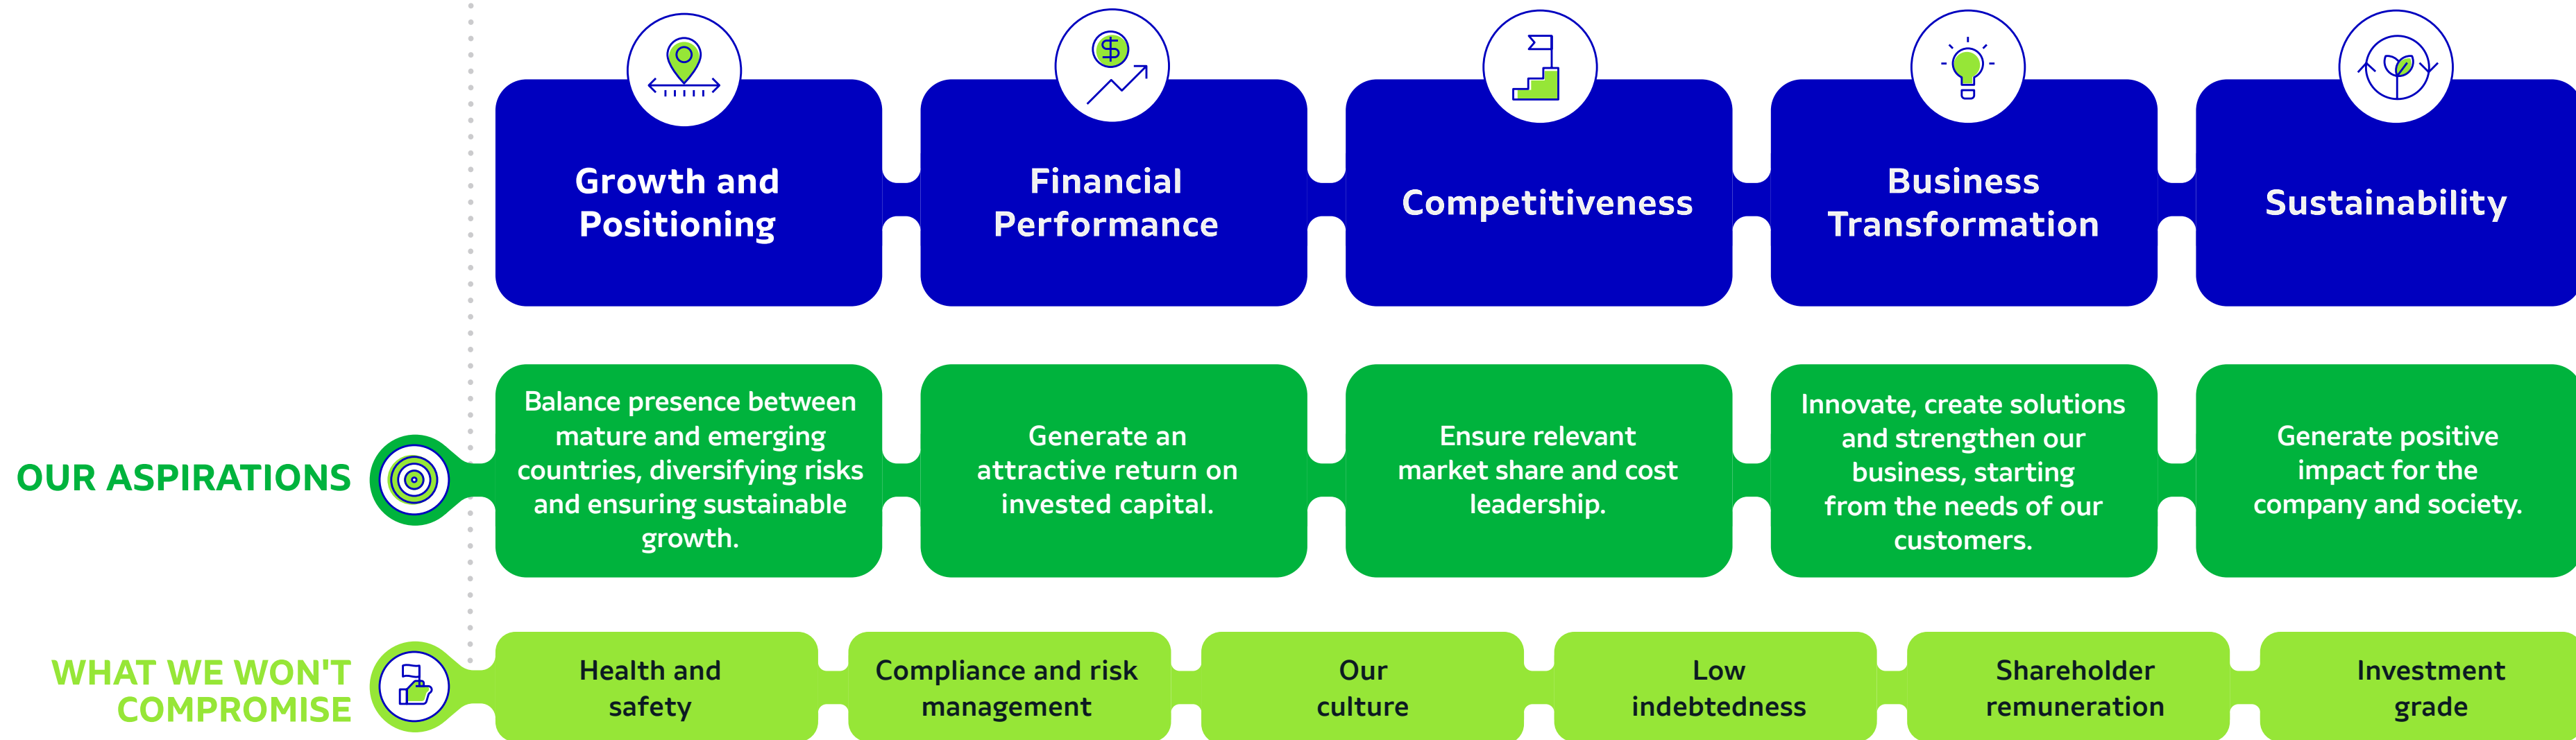 Growth and
Positioning
Financial
Performance
Competitiveness
Business
Transformation
Sustainability
OUR ASPIRATIONS
Balance presence between
mature and emerging
countries, diversifying risks
and ensuring sustainable
growth.
Generate an
attractive return on
invested capital.
Ensure relevant
market share and cost
leadership.
Innovate, create solutions
and strengthen our
business, starting
from the needs of our
customers.
Generate positive
impact for the
company and society.
WHAT WE WON'T
COMPROMISE
Health and
safety
Compliance and risk
management
Our
culture
Low
indebtedness
Shareholder
remuneration
Investment
grade